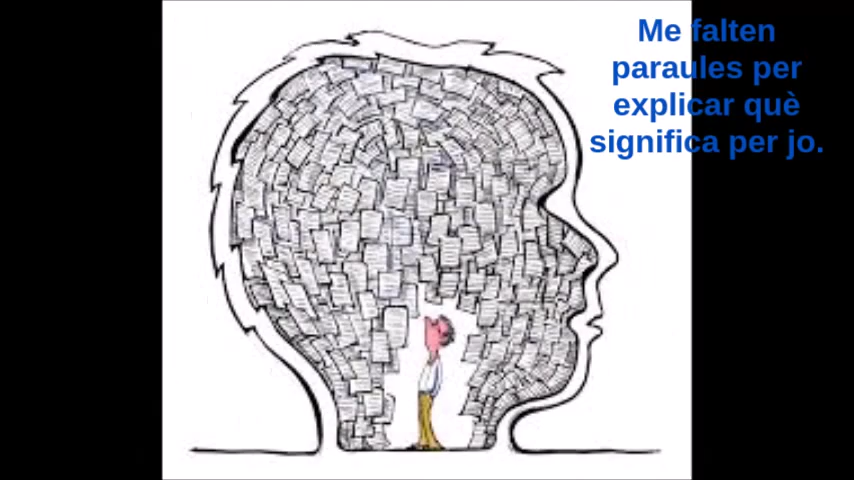 Me falten
paraules per
explicar què
significa per jo.